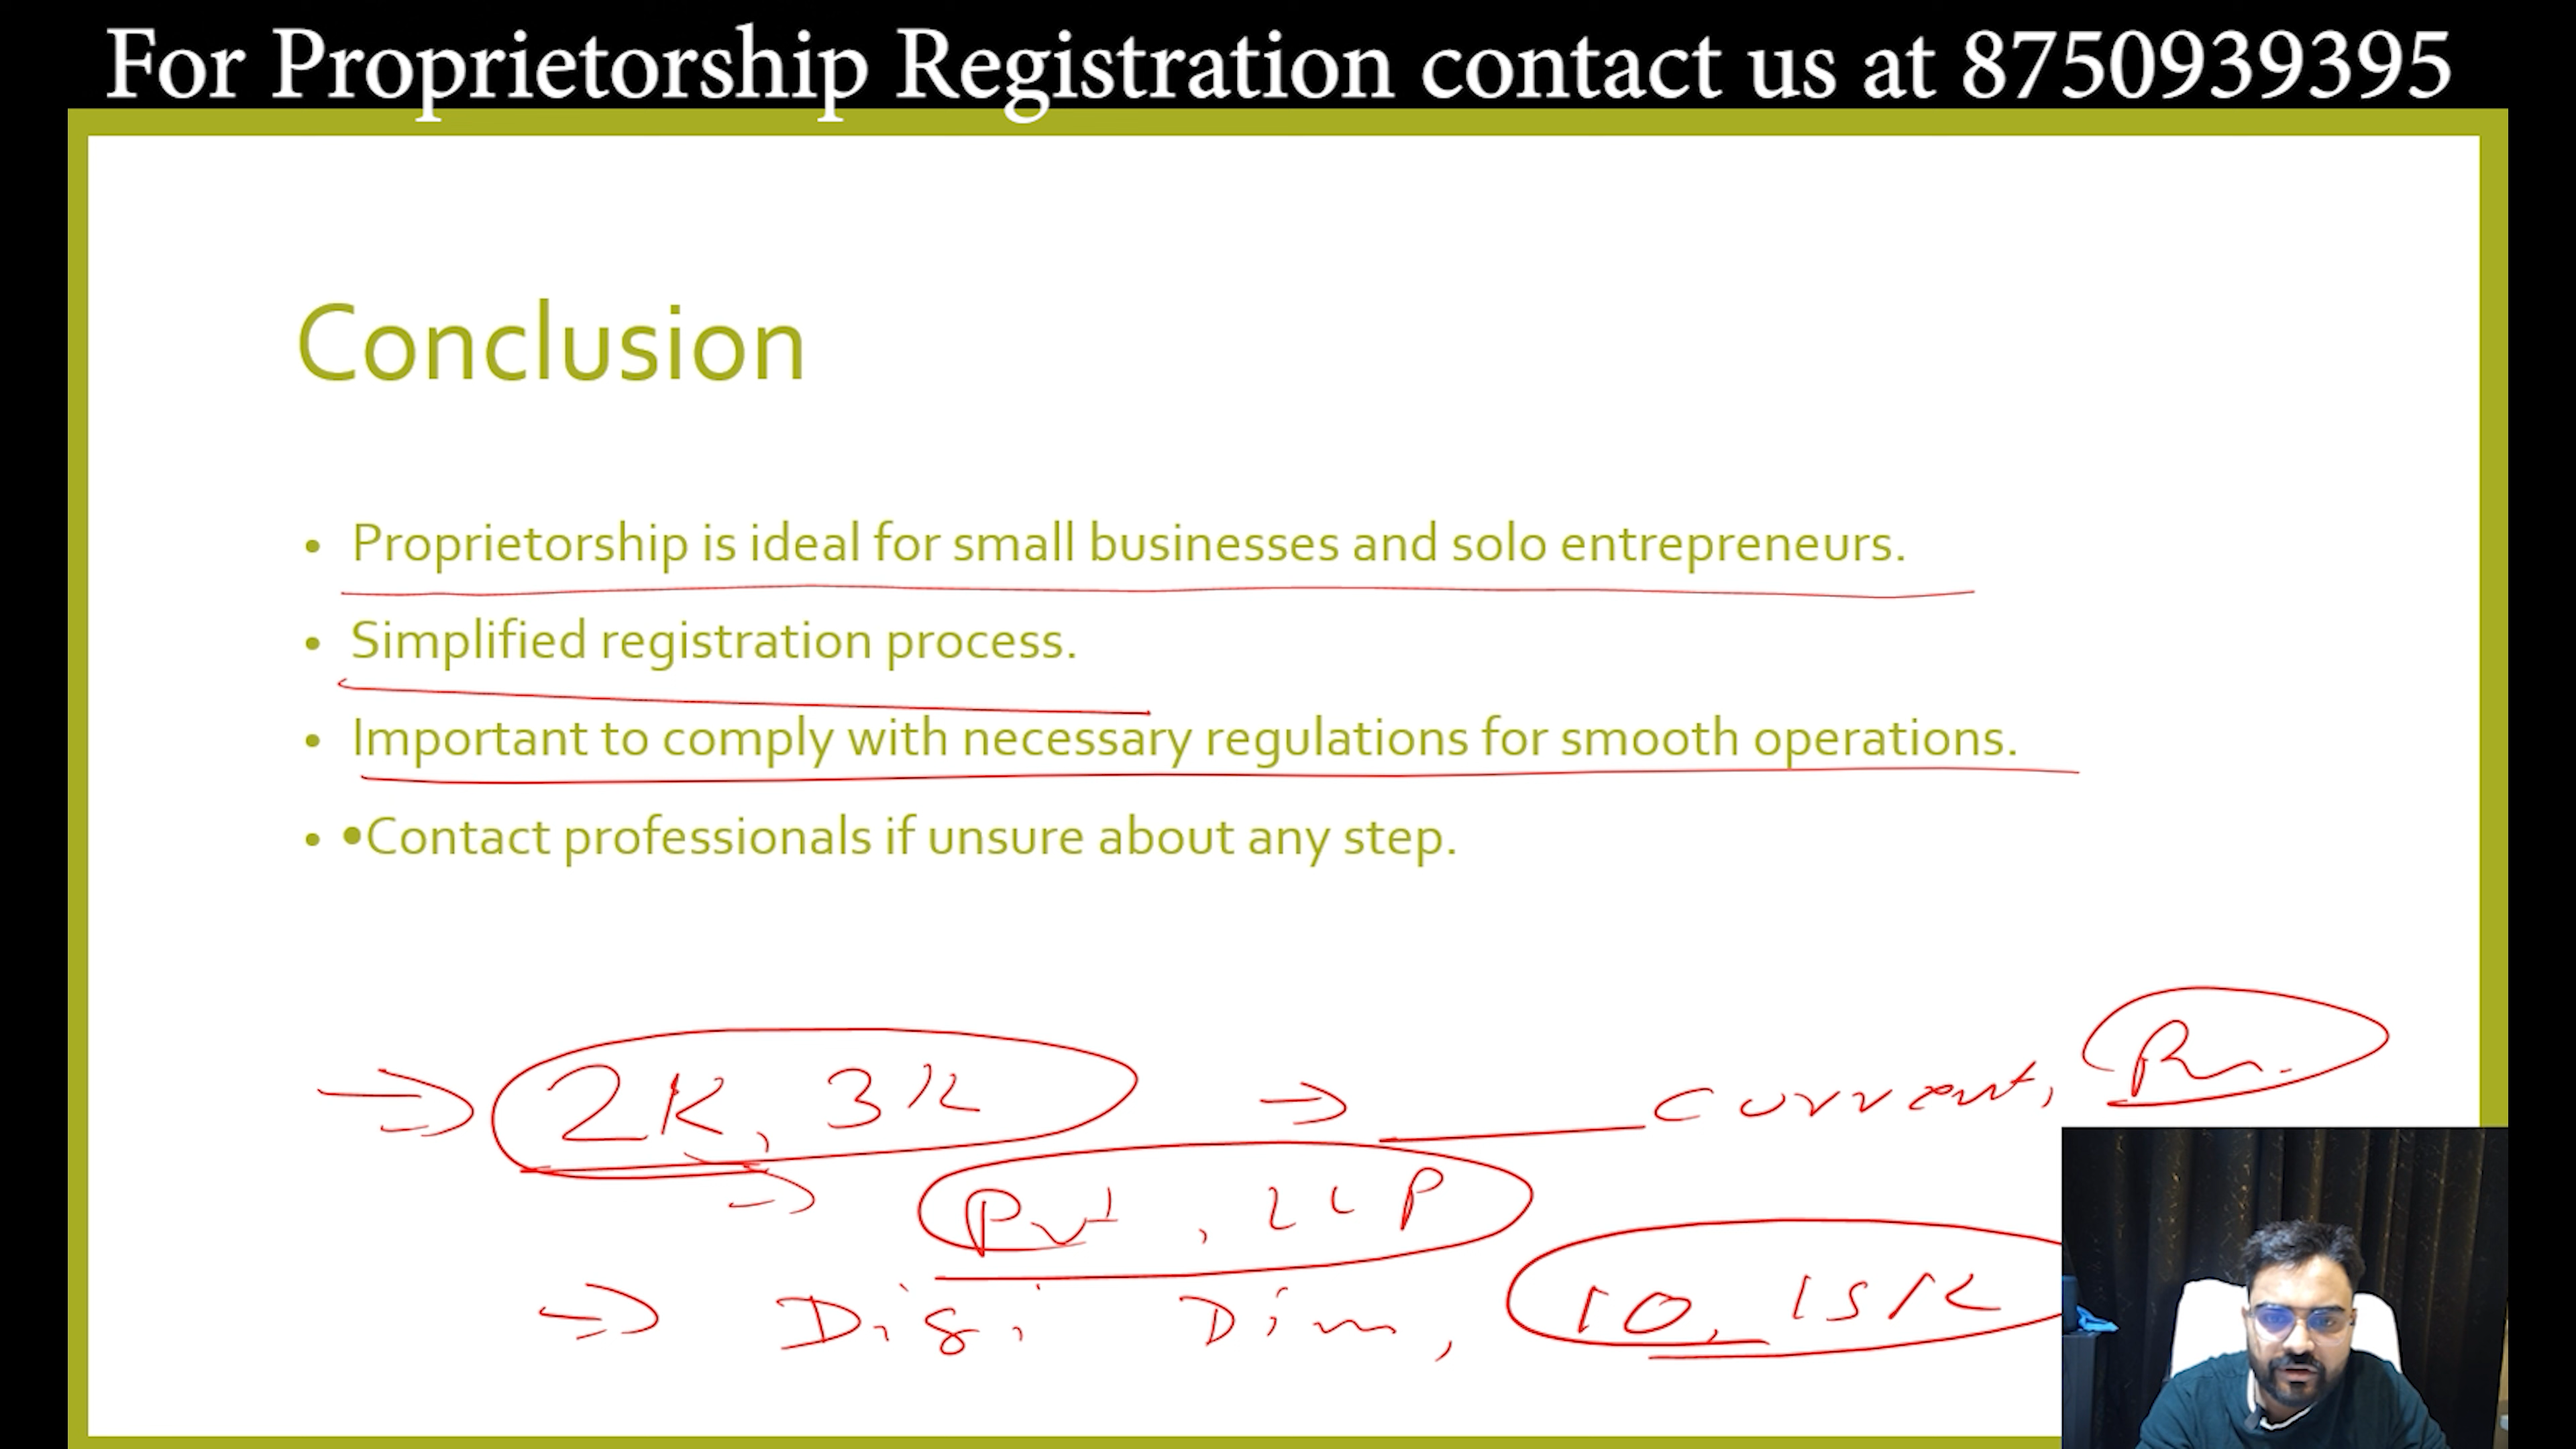 For Proprietorship Registration contact us at 8750939395
Conclusion
• Proprietorship is ideal for small businesses and solo entrepreneurs.
• Simplified registration process.
• Important to comply with necessary regulations for smooth operations.
• •Contact professionals if unsure about any step.
2K, 3K
Current,
Pvt, LLP
Digi
10, 15K